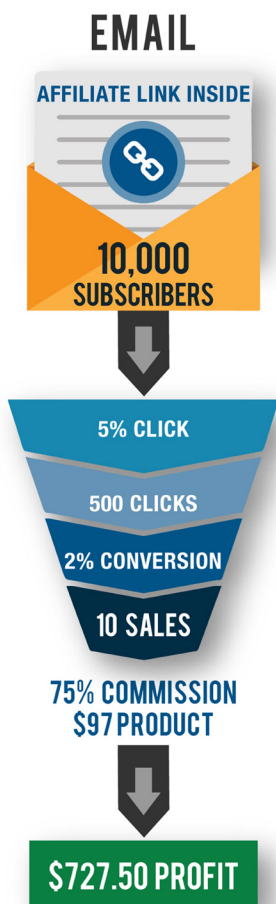 EMAIL
AFFILIATE LINK INSIDE
10,000
SUBSCRIBERS
5% CLICK
500 CLICKS
2% CONVERSION
10 SALES
75% COMMISSION
$97 PRODUCT
$727.50 PROFIT